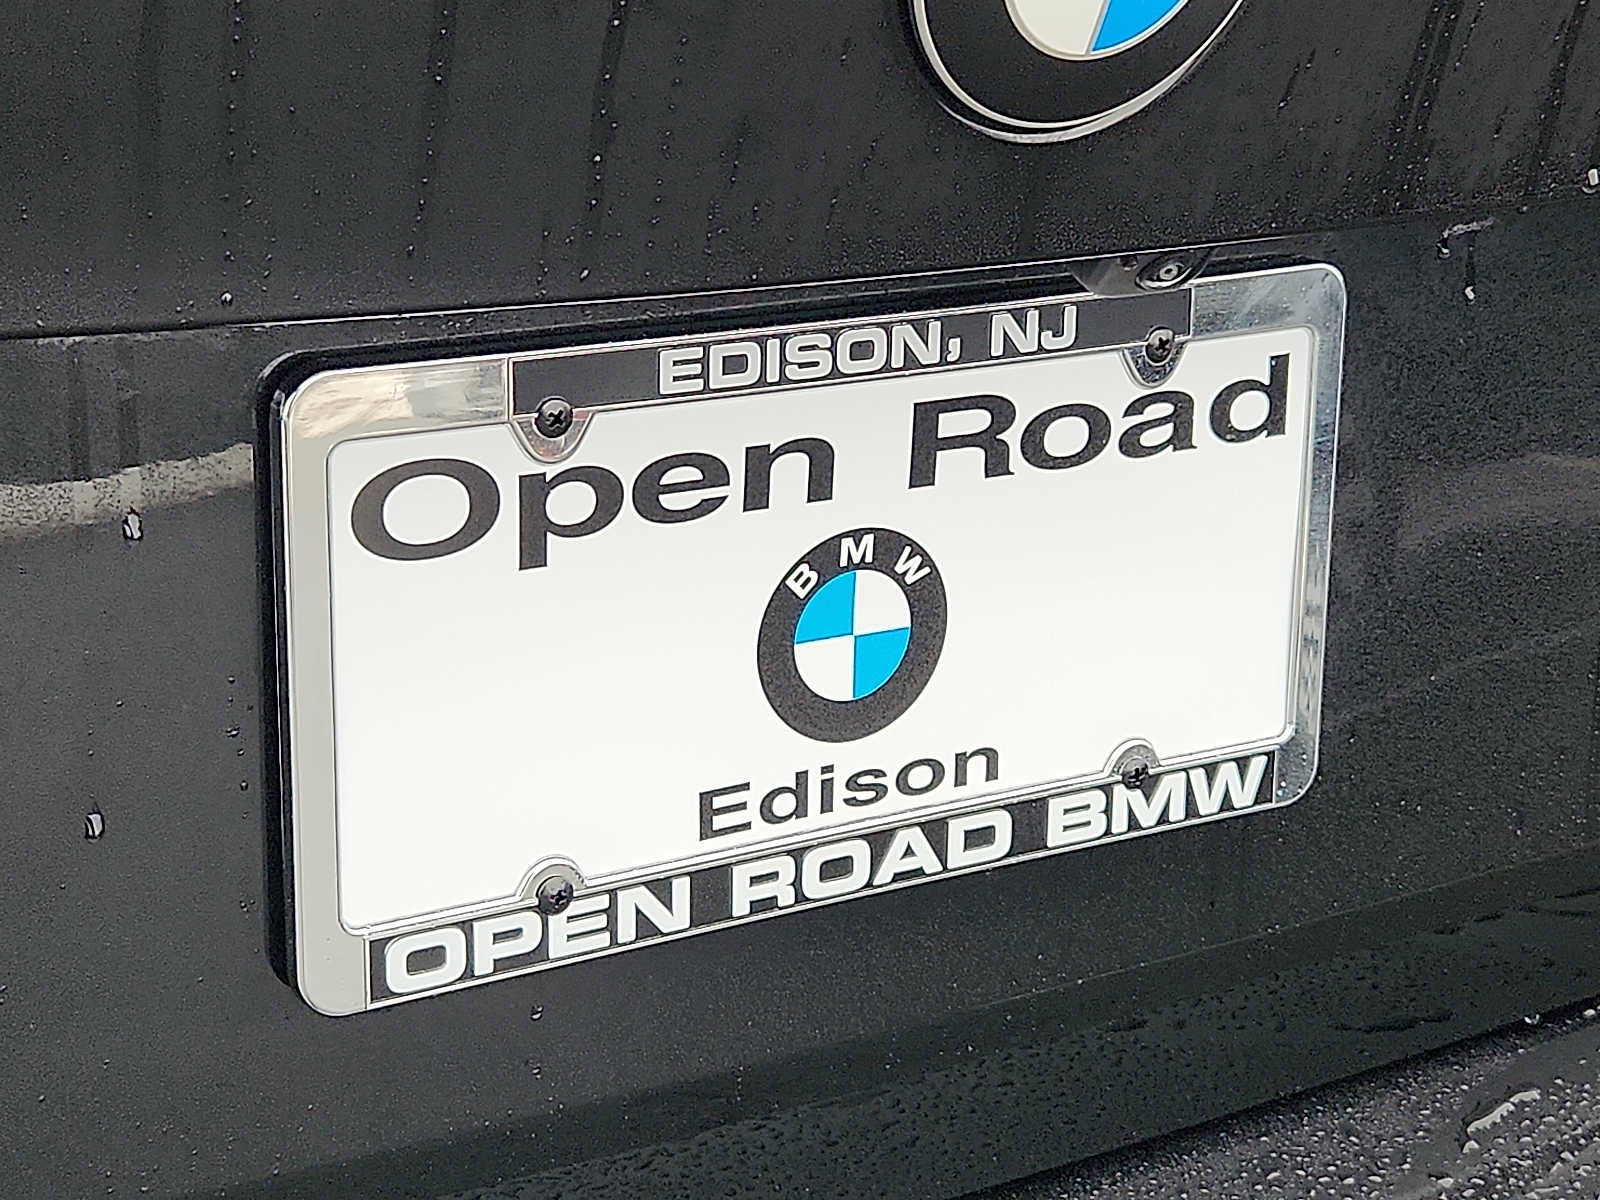 EDISON, NJ
Open Road
BMW
Edison
OPEN ROAD BMW